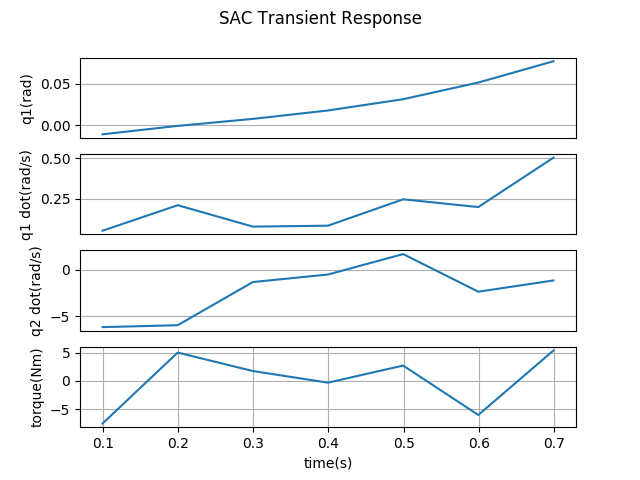 SAC Transient Response
q1(rad)
0.05
0.00
q1 dot(rad/s)
0.50
0.25
q2 dot(rad/s)
0
−5
torque(Nm)
5
0
−5
0.1 0.2 0.3 0.4 0.5 0.6 0.7
time(s)